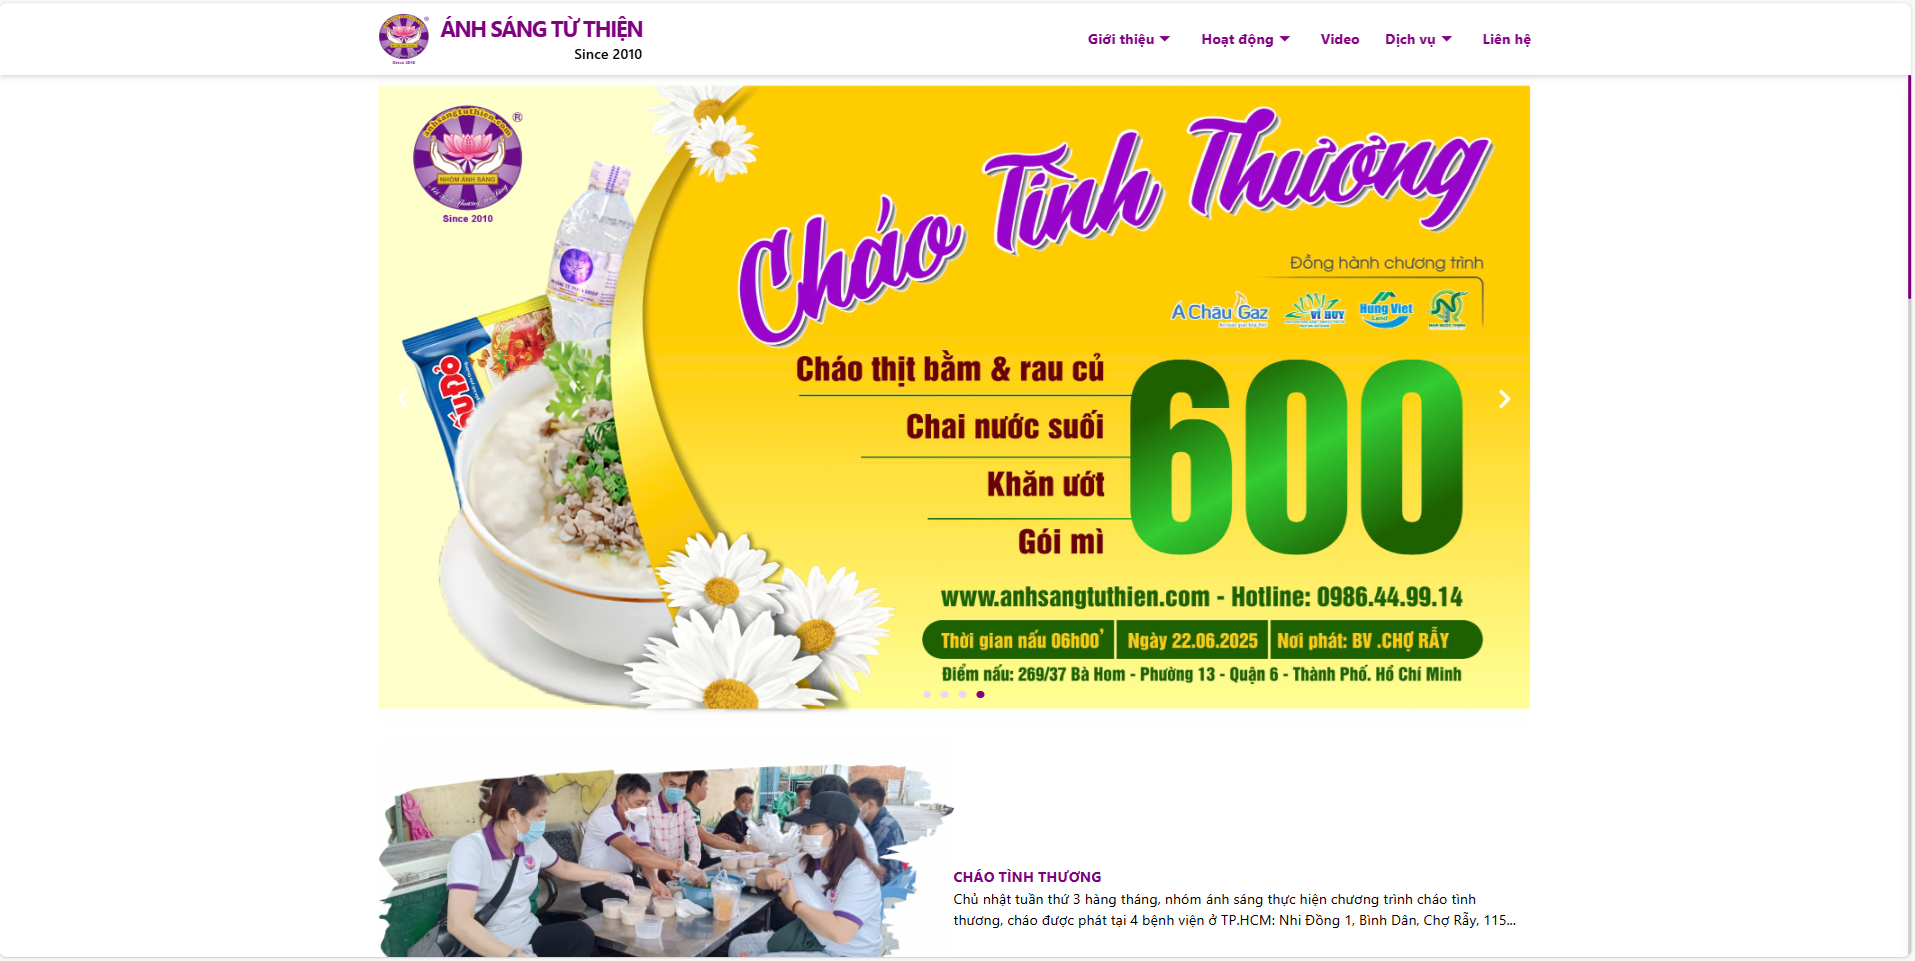 ÁNH SÁNG TỪ THIỆN
Since 2010
Giới thiệu
Hoạt động
Video
Dịch vụ
Liên hệ
anhsangtuthien.com
®
NHÓM ÁNH SÁNG
Since 2010
Cháo Tình Thương
Đồng hành chương trình
A Châu Gaz
VĨ HUY
Hung Viet
Land
NAM QUỐC THỊNH
Cháo thịt bằm & rau củ
Chai nước suối
Khăn ướt
Gói mì
600
www.anhsangtuthien.com - Hotline: 0986.44.99.14
Thời gian nấu 06h00’
Ngày 22.06.2025
Nơi phát: BV .CHỢ RẪY
Điểm nấu: 269/37 Bà Hom - Phường 13 - Quận 6 - Thành Phố. Hồ Chí Minh
CHÁO TÌNH THƯƠNG
Chủ nhật tuần thứ 3 hàng tháng, nhóm ánh sáng thực hiện chương trình cháo tình
thương, cháo được phát tại 4 bệnh viện ở TP.HCM: Nhi Đồng 1, Bình Dân, Chợ Rẫy, 115...